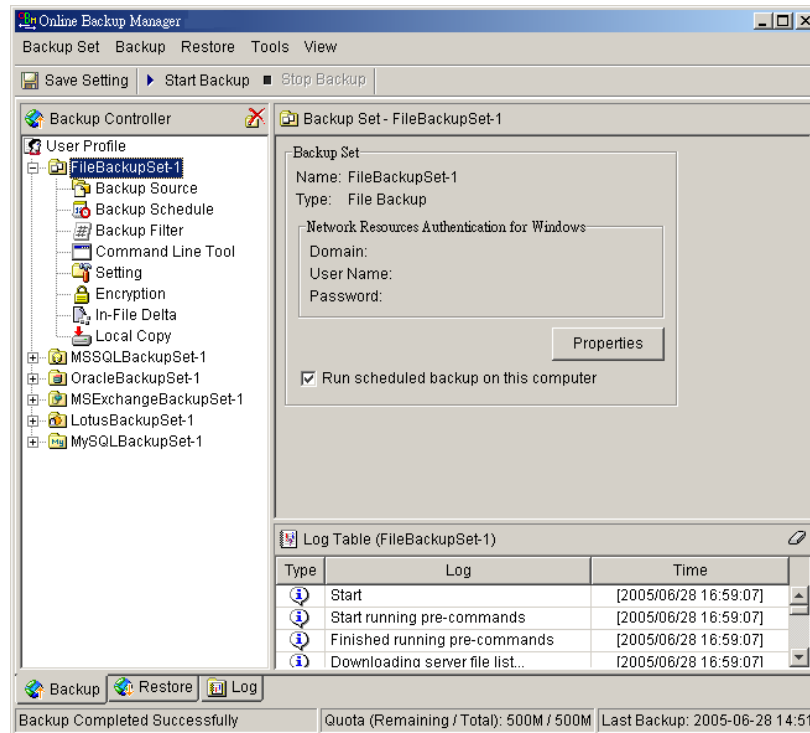 Online Backup Manager
Backup Set Backup Restore Tools View
Save Setting Start Backup Stop Backup
Backup Controller
User Profile
FileBackupSet-1
Backup Source
Backup Schedule
Backup Filter
Command Line Tool
Setting
Encryption
In-File Delta
Local Copy
MSSQLBackupSet-1
OracleBackupSet-1
MSExchangeBackupSet-1
LotusBackupSet-1
MySQLBackupSet-1
Backup Set - FileBackupSet-1
Backup Set
Name: FileBackupSet-1
Type: File Backup
Network Resources Authentication for Windows
Domain:
User Name:
Password:
Properties
Run scheduled backup on this computer
Log Table (FileBackupSet-1)
Type Log Time
Start [2005/06/28 16:59:07]
Start running pre-commands [2005/06/28 16:59:07]
Finished running pre-commands [2005/06/28 16:59:07]
Downloading server file list... [2005/06/28 16:59:07]
Backup Restore Log
Backup Completed Successfully Quota (Remaining / Total): 500M / 500M Last Backup: 2005-06-28 14:51